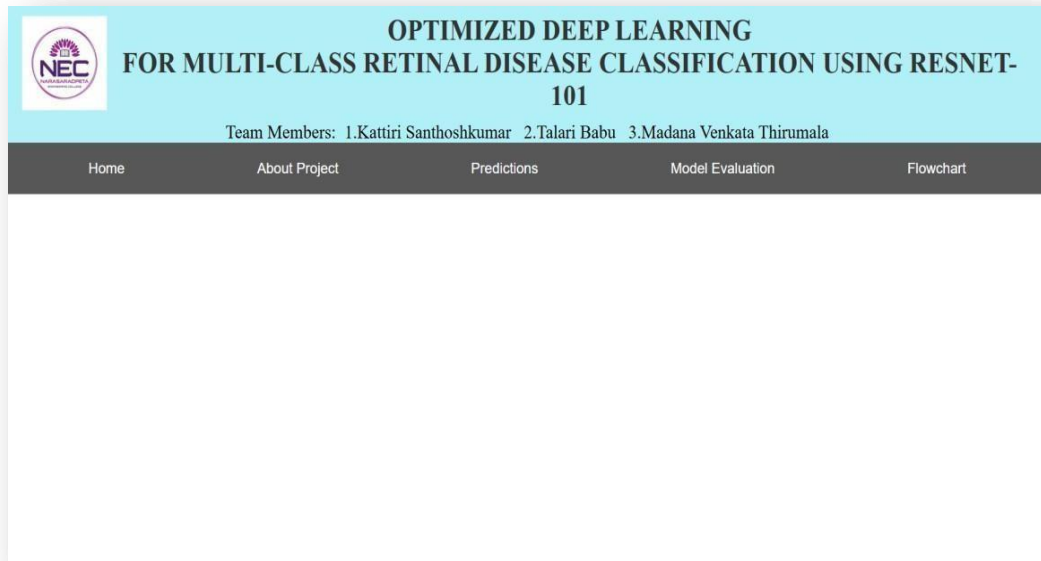 OPTIMIZED DEEP LEARNING
FOR MULTI-CLASS RETINAL DISEASE CLASSIFICATION USING RESNET-
101
NEC
Team Members: 1.Kattiri Santhoshkumar 2.Talari Babu 3.Madana Venkata Thirumala
Home About Project Predictions Model Evaluation Flowchart